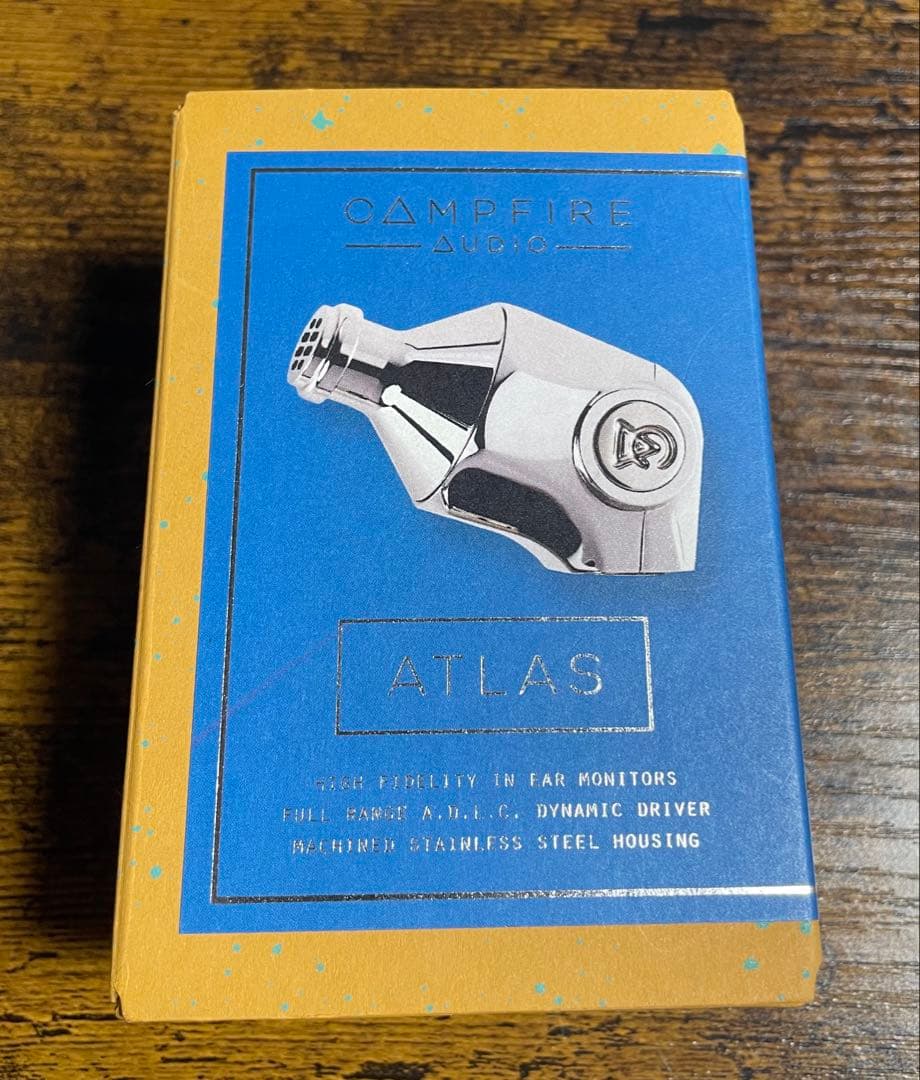 CAMPFIRE
AUDIO
ATLAS
HIGH FIDELITY IN EAR MONITORS
FULL RANGE A.D.L.C. DYNAMIC DRIVER
MACHINED STAINLESS STEEL HOUSING